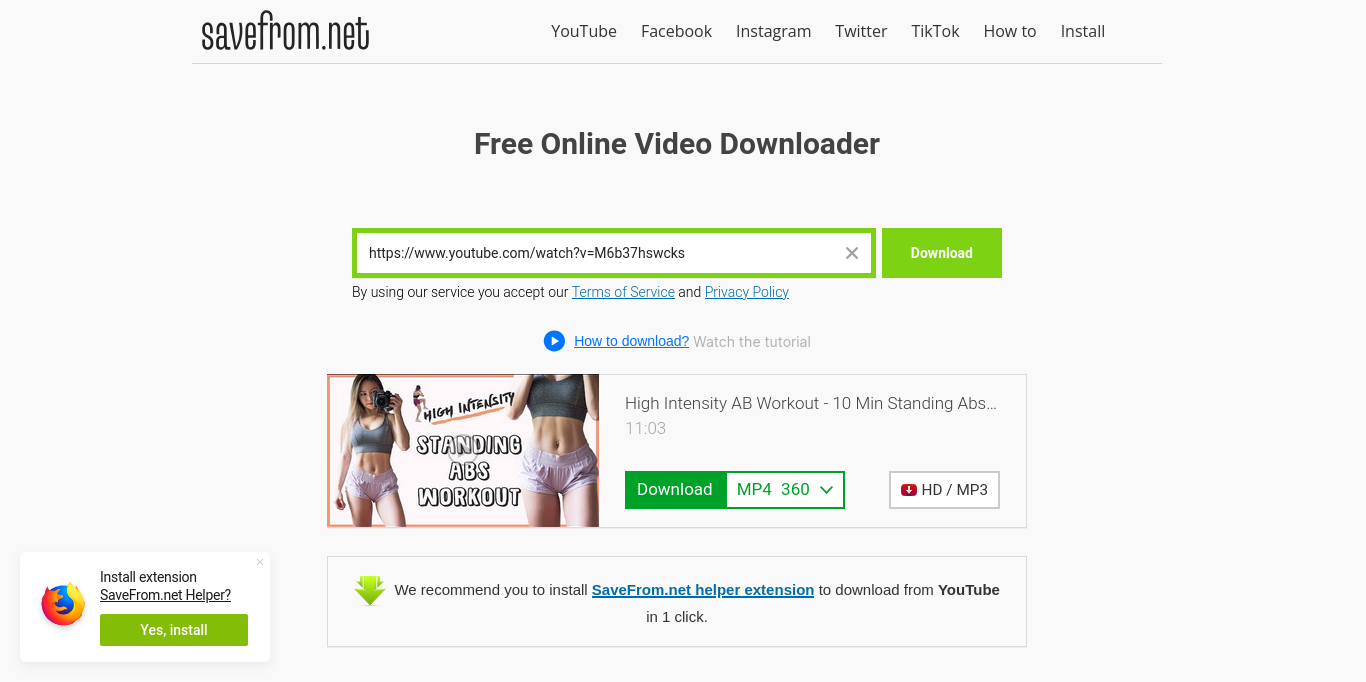 savefrom.net
YouTube Facebook Instagram Twitter TikTok How to Install
Free Online Video Downloader
https://www.youtube.com/watch?v=M6b37hswcks
Download
By using our service you accept our Terms of Service and Privacy Policy
How to download? Watch the tutorial
HIGH INTENSITY
STANDING
ABS
WORKOUT
High Intensity AB Workout - 10 Min Standing Abs...
11:03
Download MP4 360
HD / MP3
We recommend you to install SaveFrom.net helper extension to download from YouTube
in 1 click.
Install extension
SaveFrom.net Helper?
Yes, install